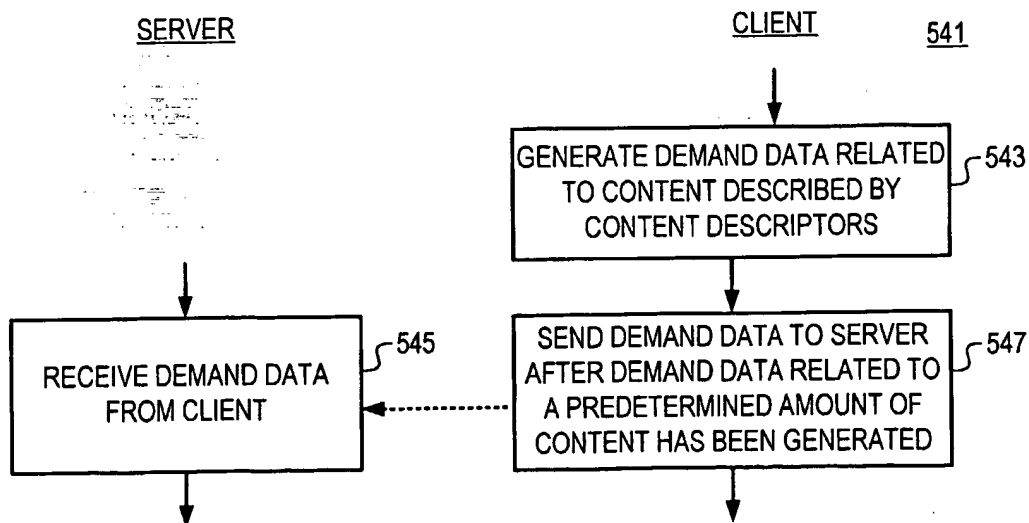 SERVER
CLIENT
541
GENERATE DEMAND DATA RELATED
TO CONTENT DESCRIBED BY
CONTENT DESCRIPTORS
543
RECEIVE DEMAND DATA
FROM CLIENT
545
SEND DEMAND DATA TO SERVER
AFTER DEMAND DATA RELATED TO
A PREDETERMINED AMOUNT OF
CONTENT HAS BEEN GENERATED
547